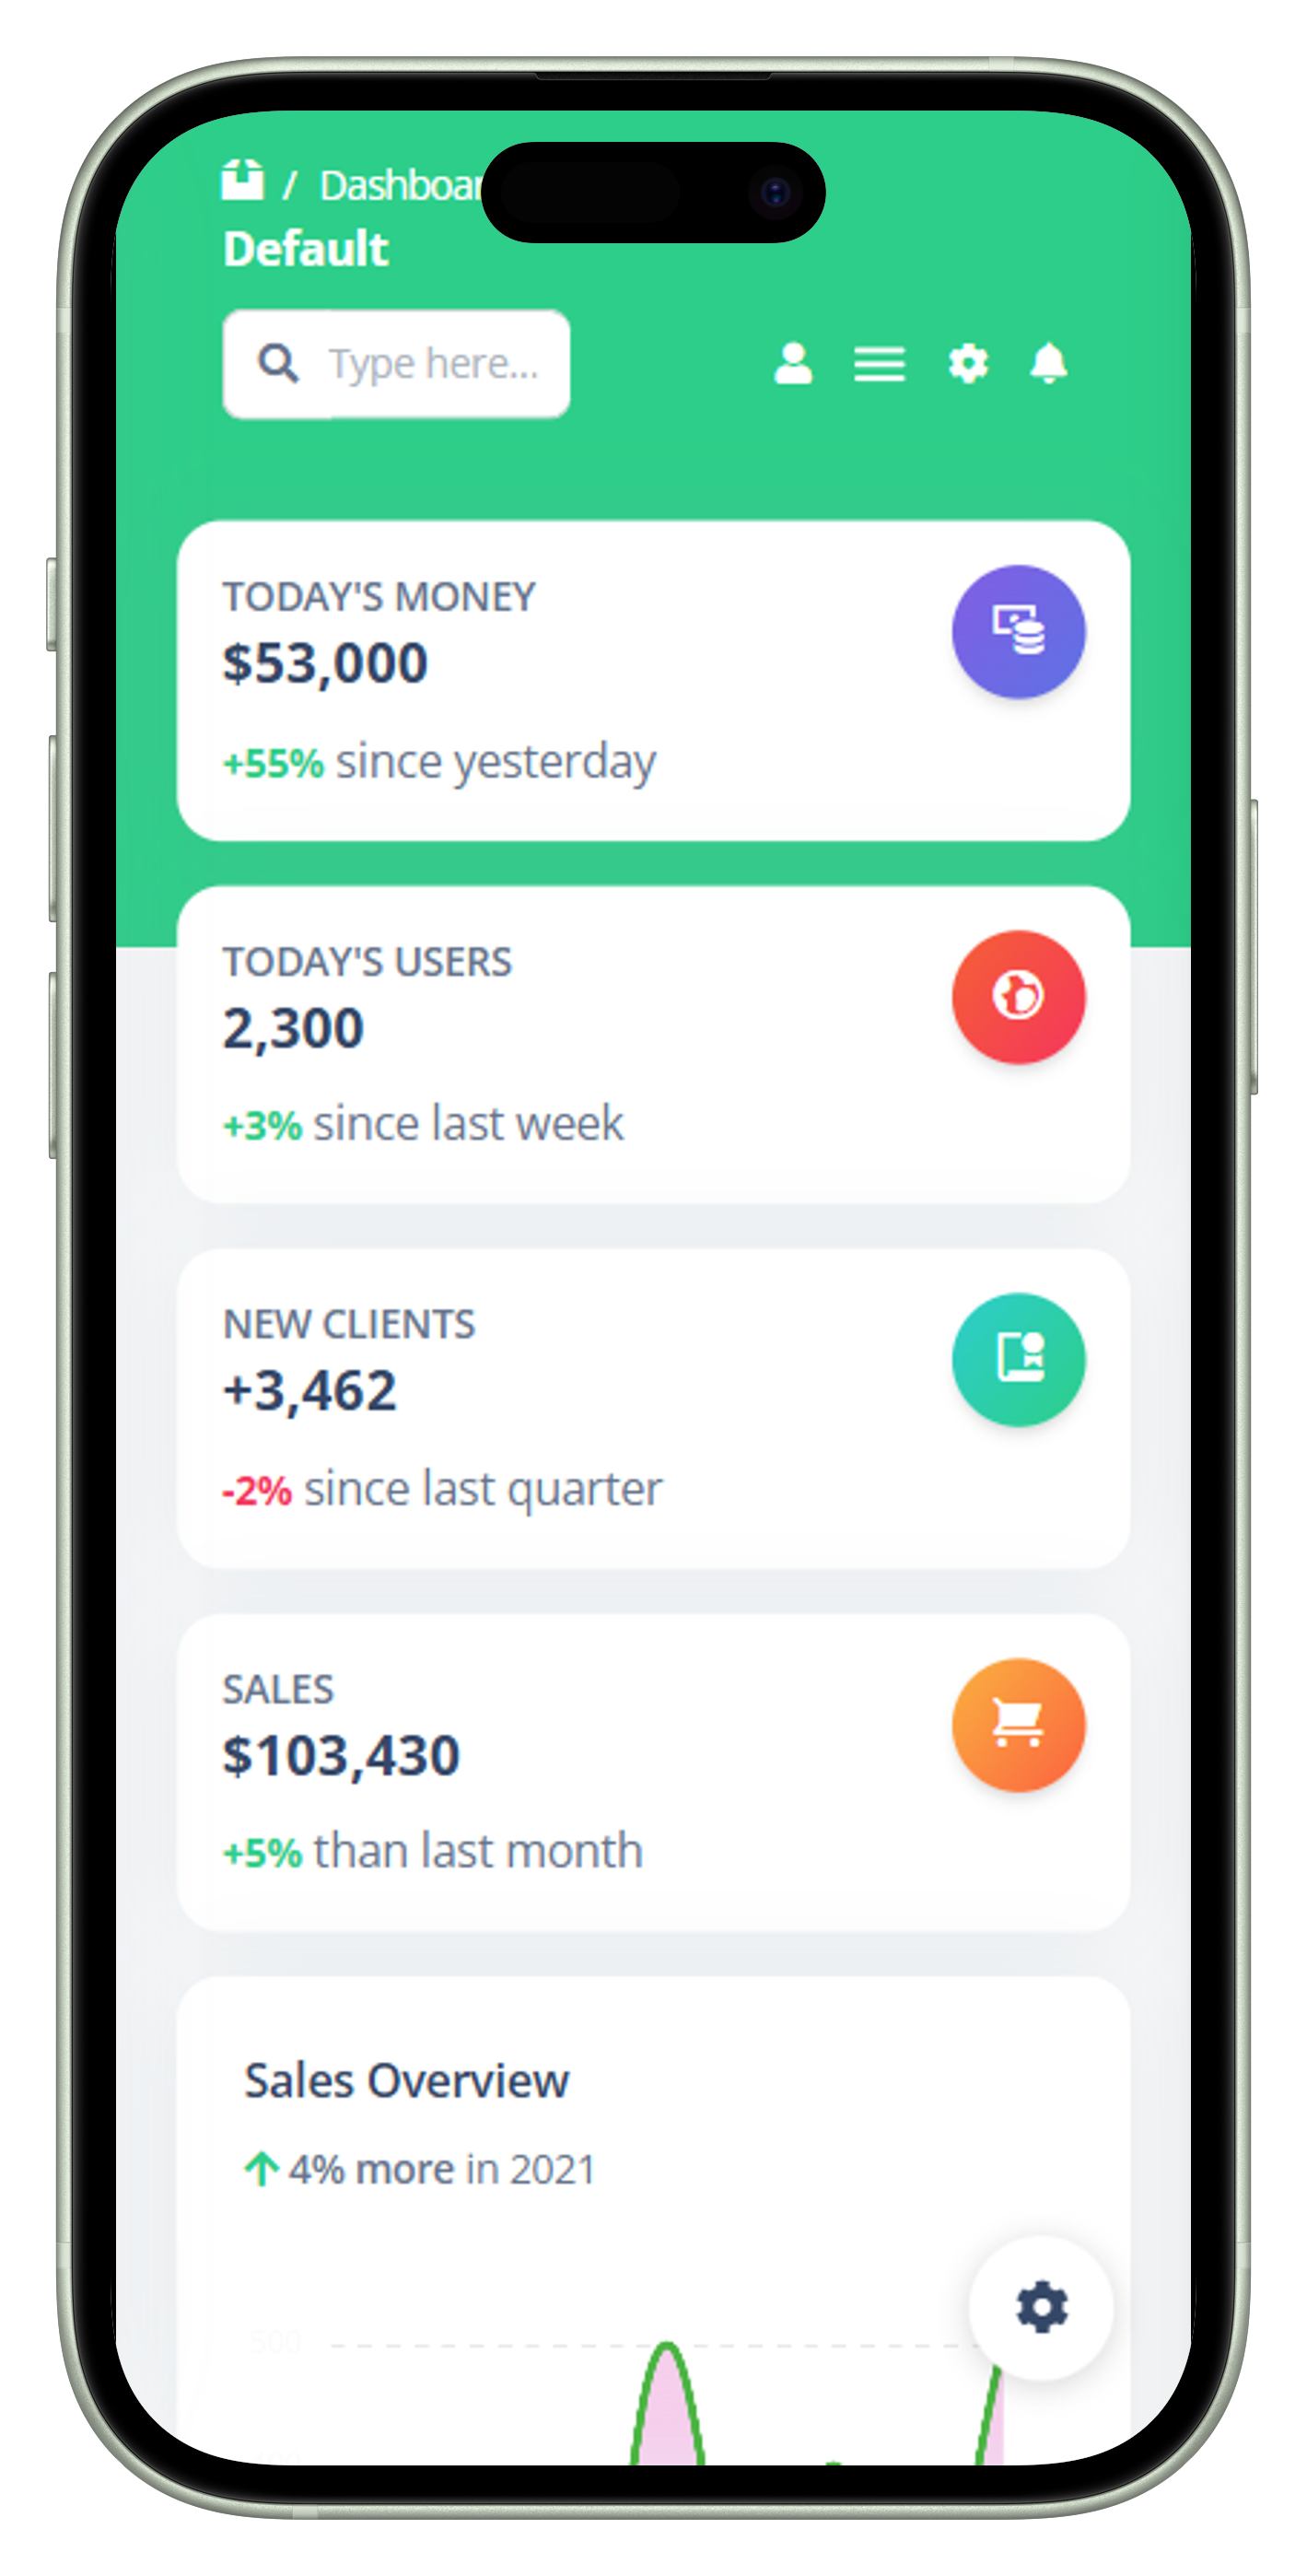 / Dashboar
Default
Type here...
TODAY'S MONEY
$53,000
+55% since yesterday
TODAY'S USERS
2,300
+3% since last week
NEW CLIENTS
+3,462
-2% since last quarter
SALES
$103,430
+5% than last month
Sales Overview
4% more in 2021
500